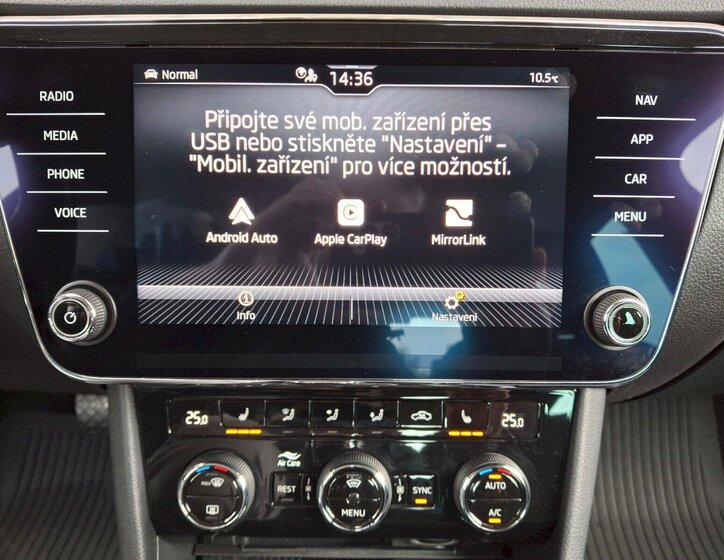 Normal
14:36
10.5°C
RADIO
MEDIA
PHONE
VOICE
NAV
APP
CAR
MENU
Připojte své mob. zařízení přes
USB nebo stiskněte "Nastavení" -
"Mobil. zařízení" pro více možností.
Android Auto
Apple CarPlay
MirrorLink
Info
Nastavení
25.0
25.0
Air Care
MAX
REST
MENU
SYNC
AUTO
A/C